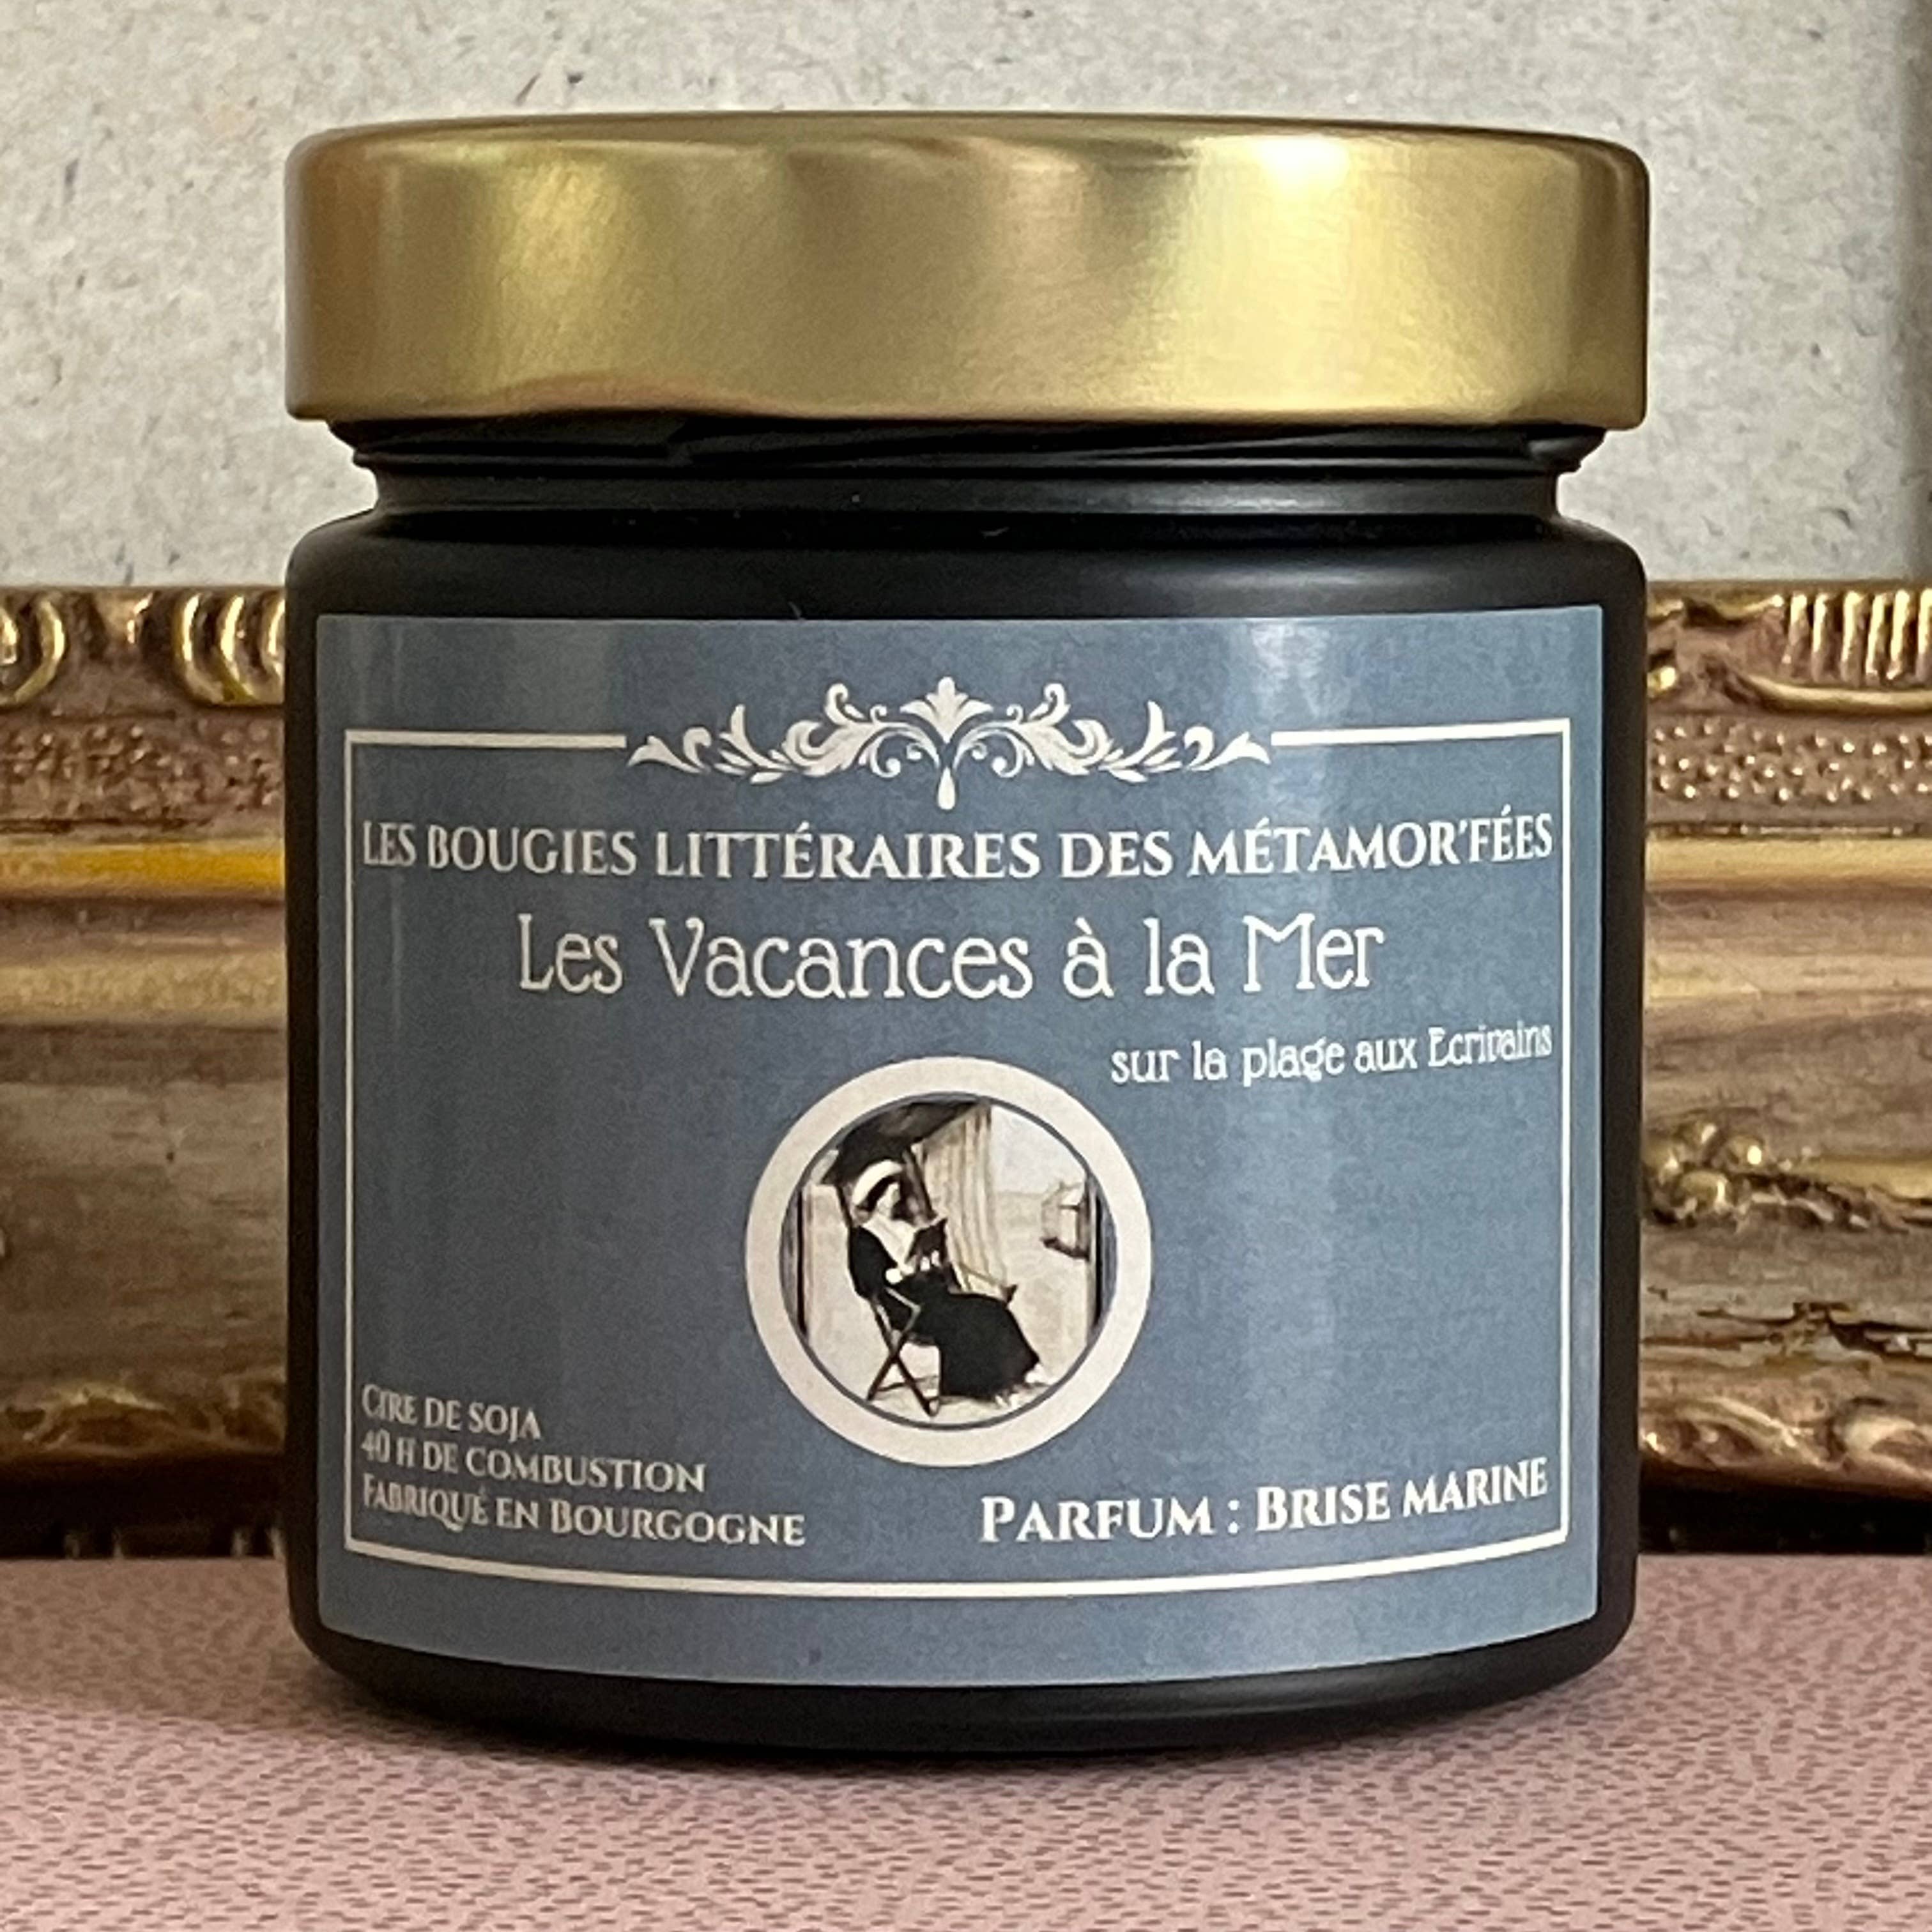 LES BOUGIES LITTÉRAIRES DES MÉTAMOR'FÉES
Les Vacances à la Mer
sur la plage aux Ecrivains
CIRE DE SOJA
40 H DE COMBUSTION
FABRIQUÉ EN BOURGOGNE
PARFUM : BRISE MARINE